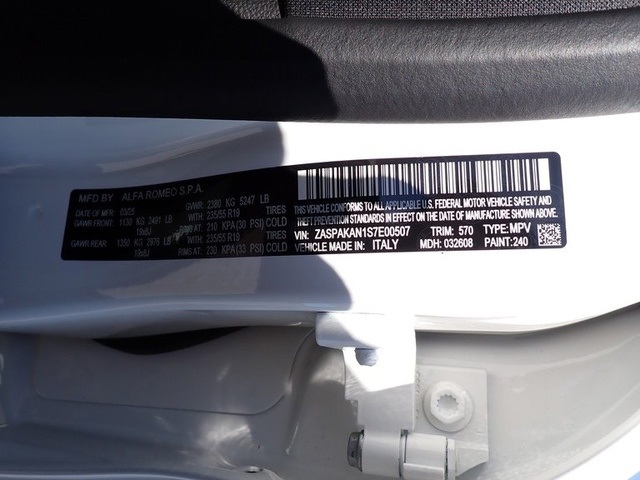 MFD BY: ALFA ROMEO S.P.A.
DATE OF MFD: 03/25 GVWR: 2380 KG 5247 LB
GAWR FRONT: 1130 KG 2491 LB TIRES
19x8J 235/55 R19
RIMS AT: 210 KPA(30 PSI) COLD
GAWR REAR: 1350 KG 2976 LB TIRES
19x8J 235/55 R19
RIMS AT: 230 KPA(33 PSI) COLD
THIS VEHICLE CONFORMS TO ALL APPLICABLE U.S. FEDERAL MOTOR VEHICLE SAFETY AND
THEFT PREVENTION STANDARDS IN EFFECT ON THE DATE OF MANUFACTURE SHOWN ABOVE.
VIN: ZASPAKAN1S7E00507 TRIM: 570 TYPE: MPV
VEHICLE MADE IN: ITALY MDH: 032608 PAINT: 240